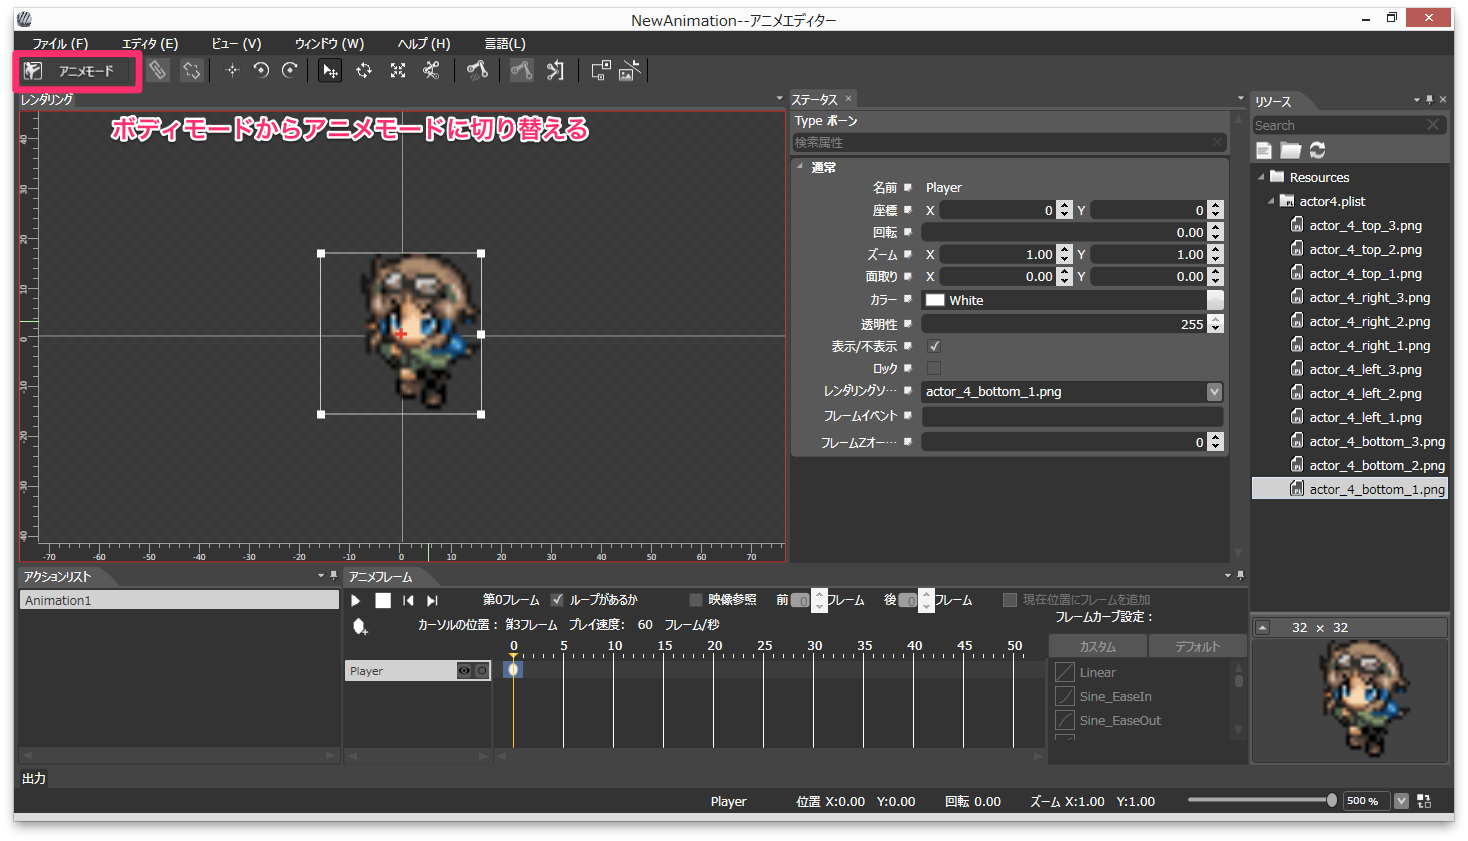 NewAnimation--アニメエディター
ファイル (F) エディタ (E) ビュー (V) ウィンドウ (W) ヘルプ (H) 言語(L)
アニメモード
レンダリング
ボディモードからアニメモードに切り替える
40
30
20
10
0
-10
-20
-30
-40
-70 -60 -50 -40 -30 -20 -10 0 10 20 30 40 50 60 70
ステータス ×
Type ボーン
検索属性
通常
名前 Player
座標 X 0 Y 0
回転 0.00
ズーム X 1.00 Y 1.00
面取り X 0.00 Y 0.00
カラー White
透明性 255
表示/不表示
ロック
レンダリングソ… actor_4_bottom_1.png
フレームイベント
フレームZオー… 0
リソース
Search
Resources
actor4.plist
actor_4_top_3.png
actor_4_top_2.png
actor_4_top_1.png
actor_4_right_3.png
actor_4_right_2.png
actor_4_right_1.png
actor_4_left_3.png
actor_4_left_2.png
actor_4_left_1.png
actor_4_bottom_3.png
actor_4_bottom_2.png
actor_4_bottom_1.png
32 × 32
アクションリスト
Animation1
アニメフレーム
第0フレーム ループがあるか 映像参照 前 0 フレーム 後 0 フレーム 現在位置にフレームを追加
カーソルの位置： 第3フレーム プレイ速度： 60 フレーム/秒
フレームカーブ設定：
0 5 10 15 20 25 30 35 40 45 50
Player
カスタム デフォルト
Linear
Sine_EaseIn
Sine_EaseOut
出力
Player 位置 X:0.00 Y:0.00 回転 0.00 ズーム X:1.00 Y:1.00 500 %